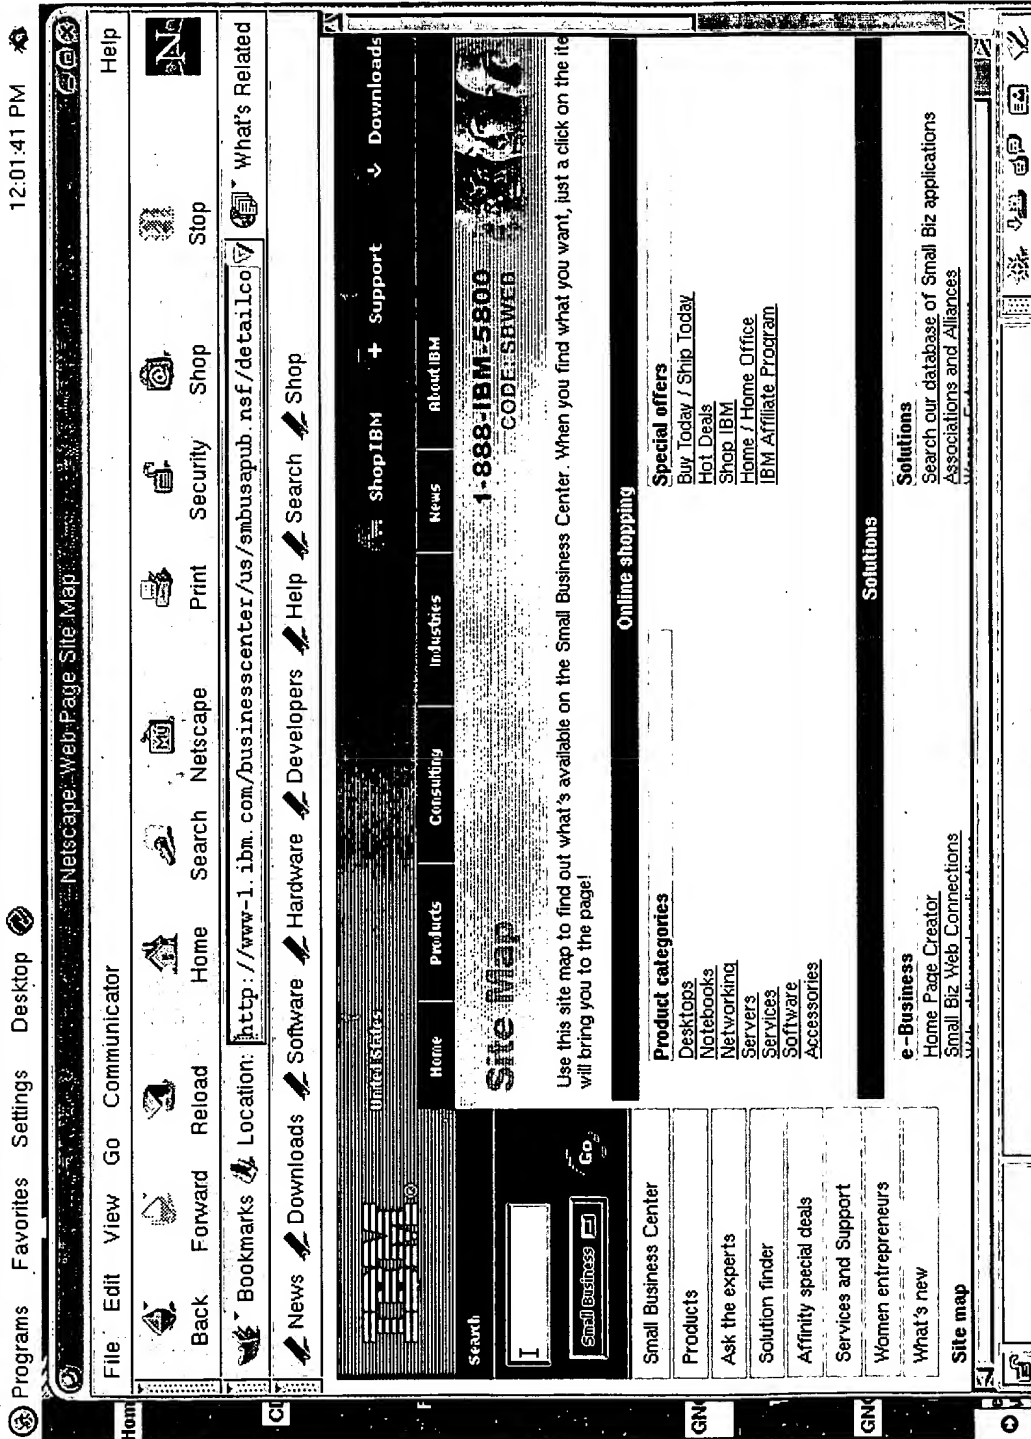 Programs Favorites Settings Desktop 12:01:41 PM
Netscape: Web Page Site Map
File Edit View Go Communicator Help
Back Forward Reload Home Search Netscape Print Security Shop Stop
My
N
Bookmarks Location: http://www-1.ibm.com/businesscenter/us/smbusapub.nsf/detailco What's Related
News Downloads Software Hardware Developers Help Search Shop
IBM ®
United States
ShopIBM + Support Downloads
Home Products Consulting Industries News About IBM
Search
Small Business Go
Site Map
1-888-IBM-5800
CODE:SBWEB
Use this site map to find out what's available on the Small Business Center. When you find what you want, just a click on the ite
will bring you to the page!
Small Business Center
Products
Ask the experts
Solution finder
Affinity special deals
Services and Support
Women entrepreneurs
What's new
Site map
Online shopping
Product categories
Desktops
Notebooks
Networking
Servers
Services
Software
Accessories
Special offers
Buy Today / Ship Today
Hot Deals
Shop IBM
Home / Home Office
IBM Affiliate Program
Solutions
e-Business
Home Page Creator
Small Biz Web Connections
Solutions
Search our database of Small Biz applications
Associations and Alliances
Hom
GN
GN